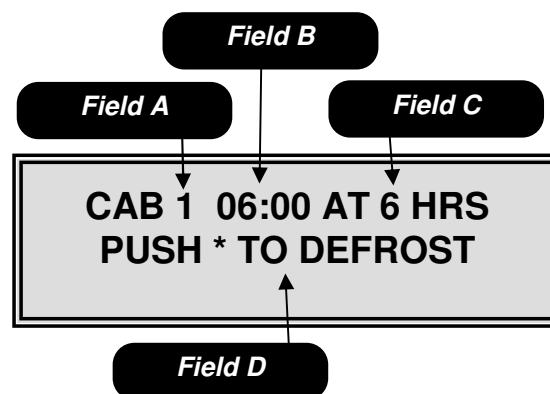 Field B
Field A
Field C
CAB 1 06:00 AT 6 HRS
PUSH * TO DEFROST
Field D